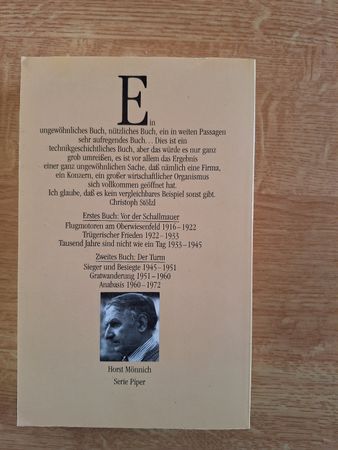 Ein
ungewöhnliches Buch, nützliches Buch, ein in weiten Passagen
sehr aufregendes Buch... Dies ist ein
technikgeschichtliches Buch, aber das würde es nur ganz
grob umreißen, es ist vor allem das Ergebnis
einer ganz ungewöhnlichen Sache, daß nämlich eine Firma,
ein Konzern, ein großer wirtschaftlicher Organismus
sich vollkommen geöffnet hat.
Ich glaube, daß es kein vergleichbares Beispiel sonst gibt.
Christoph Stölzl
Erstes Buch: Vor der Schallmauer
Flugmotoren am Oberwiesenfeld 1916–1922
Trügerischer Frieden 1922–1933
Tausend Jahre sind nicht wie ein Tag 1933–1945
Zweites Buch: Der Turm
Sieger und Besiegte 1945–1951
Gratwanderung 1951–1960
Anabasis 1960–1972
Horst Mönnich
Serie Piper